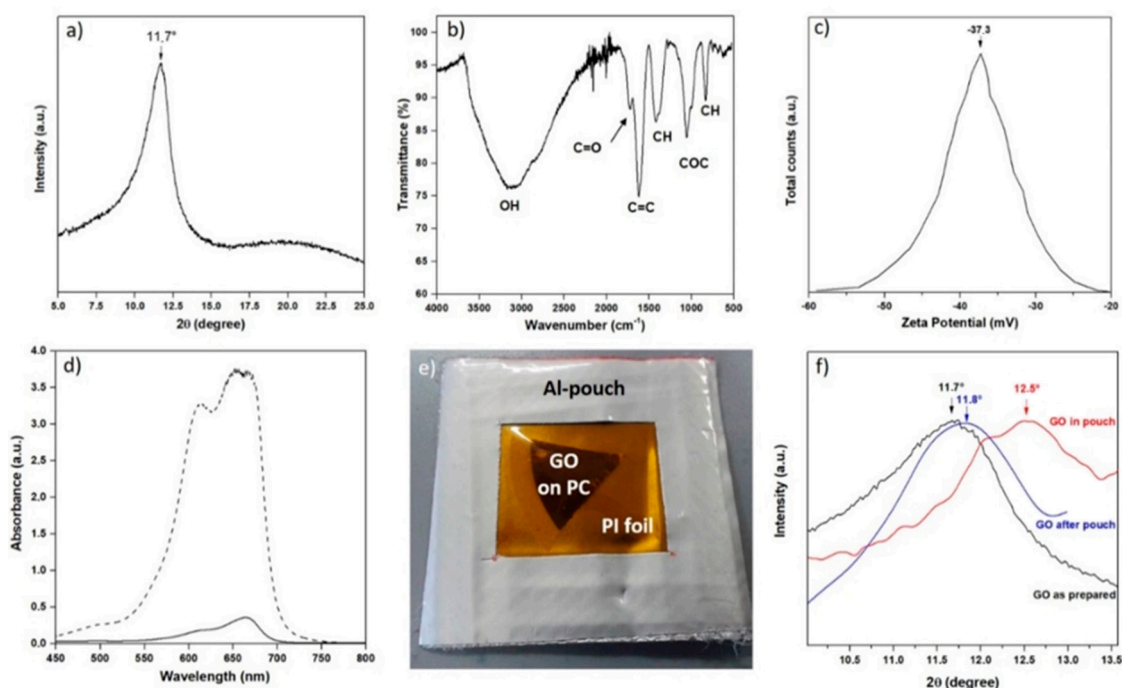 a)
11.7°
Intensity (a.u.)
5.0 7.5 10.0 12.5 15.0 17.5 20.0 22.5 25.0
2θ (degree)
b)
Transmittance (%)
95
90
85
80
75
70
65
60
OH
C=O
C=C
CH
COC
CH
4000 3500 3000 2500 2000 1500 1000 500
Wavenumber (cm⁻¹)
c)
-37.3
Total counts (a.u.)
-60 -50 -40 -30 -20
Zeta Potential (mV)
d)
Absorbance (a.u.)
4.0
3.5
3.0
2.5
2.0
1.5
1.0
0.5
0.0
450 500 550 600 650 700 750 800
Wavelength (nm)
e)
Al-pouch
GO
on PC
PI foil
f)
11.7°
11.8°
12.5°
GO in pouch
GO after pouch
GO as prepared
Intensity (a.u.)
10.5 11.0 11.5 12.0 12.5 13.0 13.5
2θ (degree)